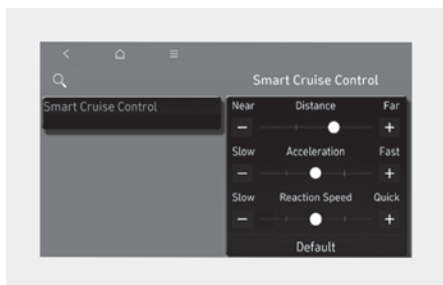 Smart Cruise Control
Smart Cruise Control
Near Distance Far
− +
Slow Acceleration Fast
− +
Slow Reaction Speed Quick
− +
Default